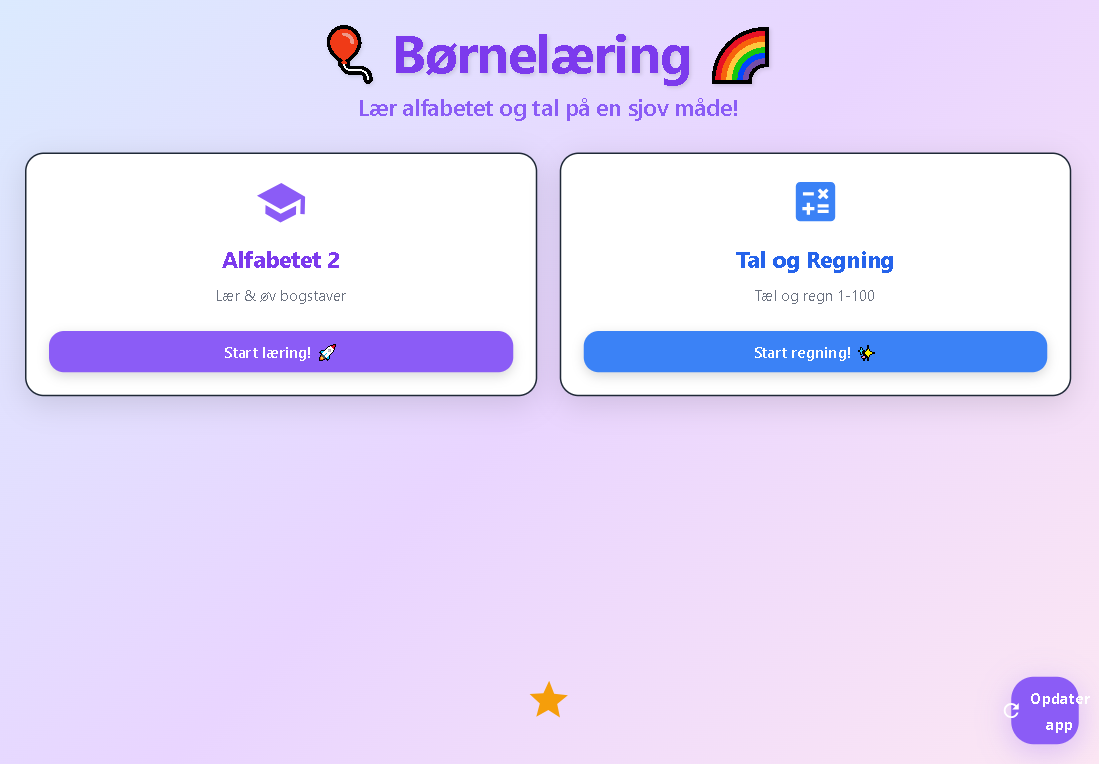 🎈 Børnelæring 🌈
Lær alfabetet og tal på en sjov måde!
Alfabetet 2
Lær & øv bogstaver
Start læring! 🚀
Tal og Regning
Tæl og regn 1-100
Start regning! ✨
Opdater
app